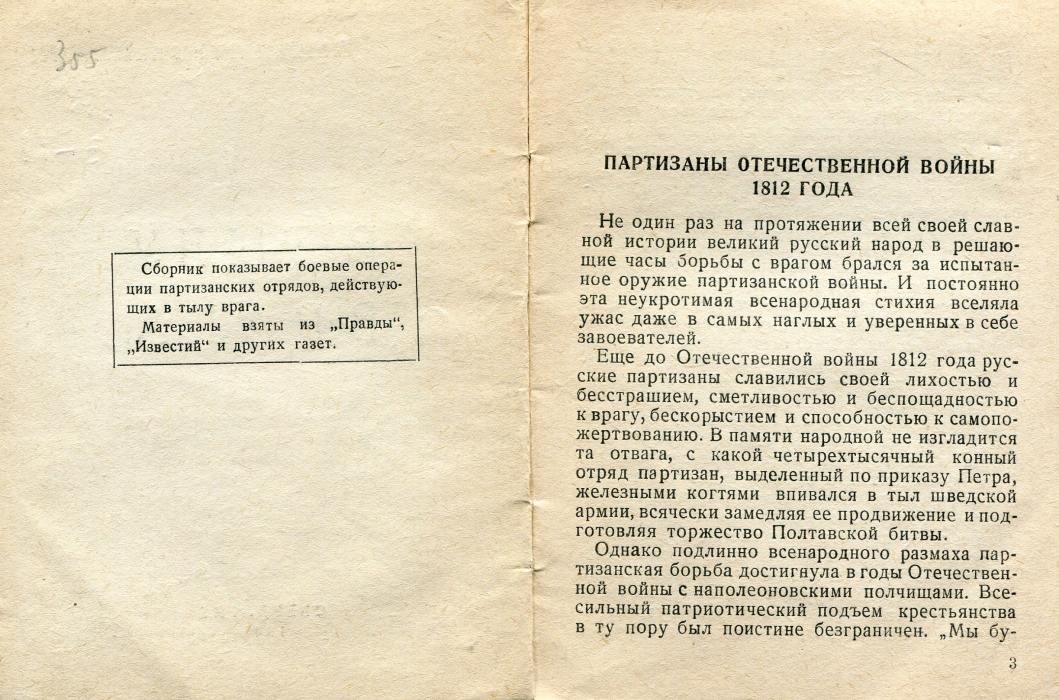 355
Сборник показывает боевые опера-
ции партизанских отрядов, действую-
щих в тылу врага.
Материалы взяты из „Правды“,
„Известий“ и других газет.
ПАРТИЗАНЫ ОТЕЧЕСТВЕННОЙ ВОЙНЫ
1812 ГОДА
Не один раз на протяжении всей своей слав-
ной истории великий русский народ в решаю-
щие часы борьбы с врагом брался за испытан-
ное оружие партизанской войны. И постоянно
эта неукротимая всенародная стихия вселяла
ужас даже в самых наглых и уверенных в себе
завоевателей.
Еще до Отечественной войны 1812 года рус-
ские партизаны славились своей лихостью и
бесстрашием, сметливостью и беспощадностью
к врагу, бескорыстием и способностью к самопо-
жертвованию. В памяти народной не изгладится
та отвага, с какой четырехтысячный конный
отряд партизан, выделенный по приказу Петра,
железными когтями впивался в тыл шведской
армии, всячески замедляя ее продвижение и под-
готовляя торжество Полтавской битвы.
Однако подлинно всенародного размаха пар-
тизанская борьба достигнула в годы Отечествен-
ной войны с наполеоновскими полчищами. Все-
сильный патриотический подъем крестьянства
в ту пору был поистине безграничен. „Мы бу-
3